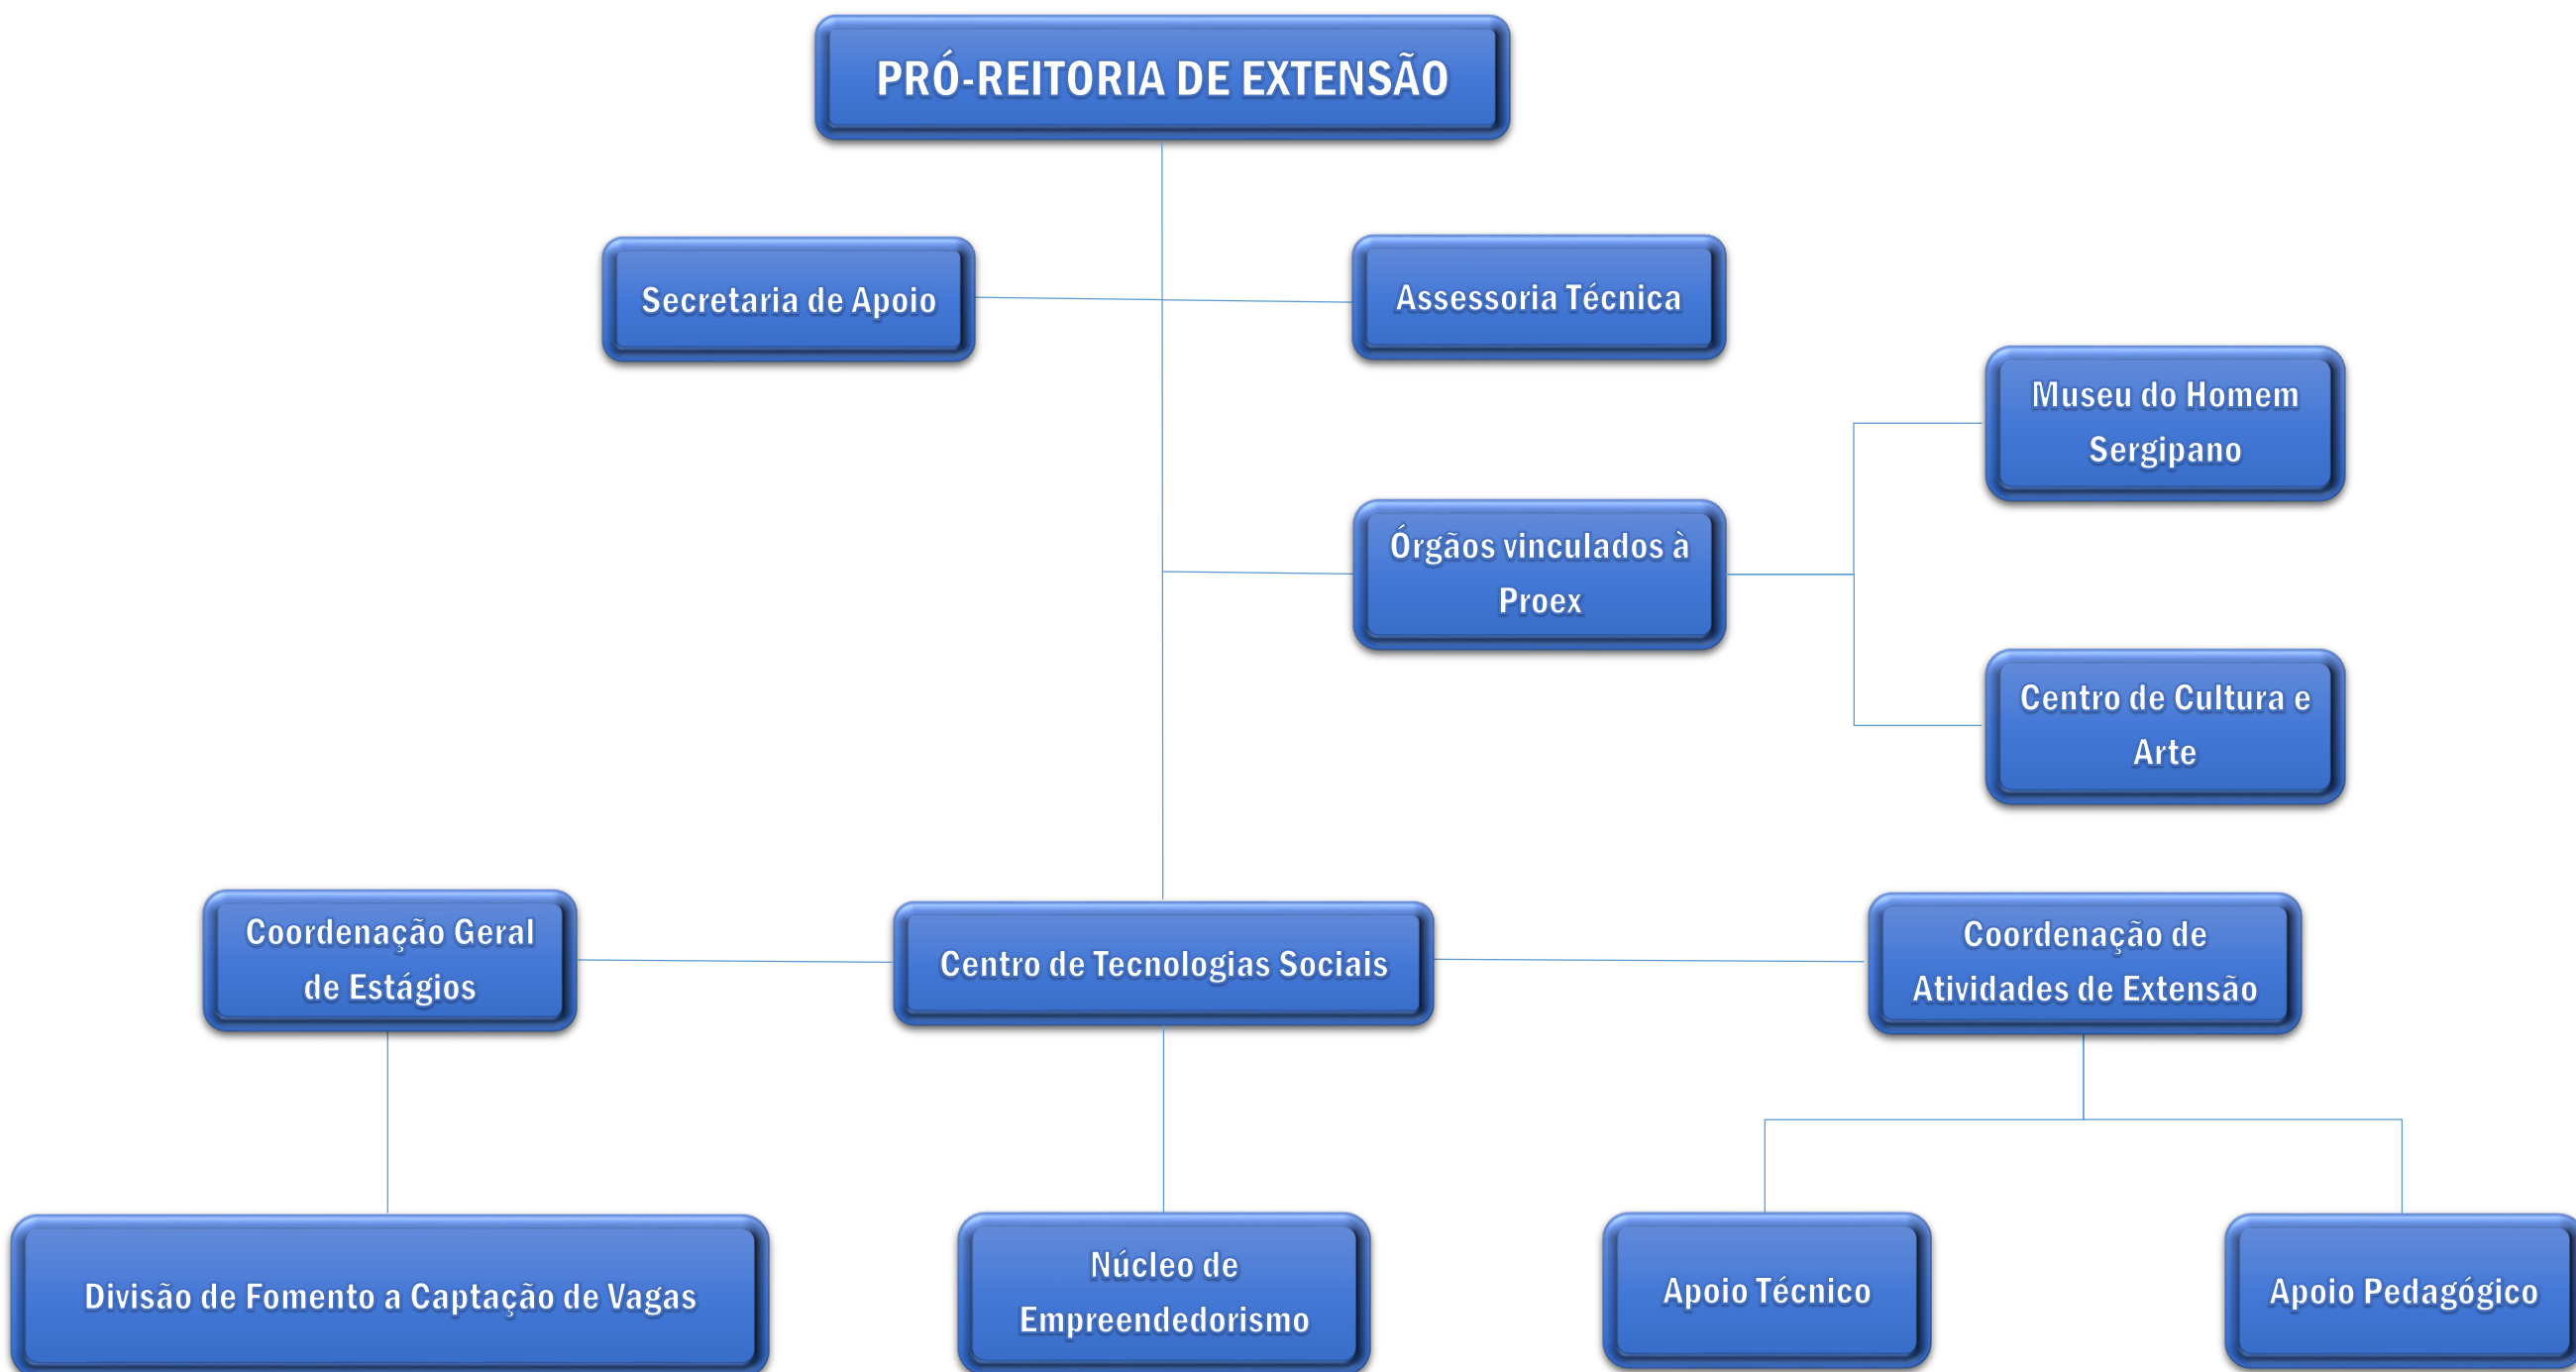 PRÓ-REITORIA DE EXTENSÃO
Secretaria de Apoio
Assessoria Técnica
Museu do Homem
Sergipano
Órgãos vinculados à
Proex
Centro de Cultura e
Arte
Coordenação Geral
de Estágios
Centro de Tecnologias Sociais
Coordenação de
Atividades de Extensão
Divisão de Fomento a Captação de Vagas
Núcleo de
Empreendedorismo
Apoio Técnico
Apoio Pedagógico